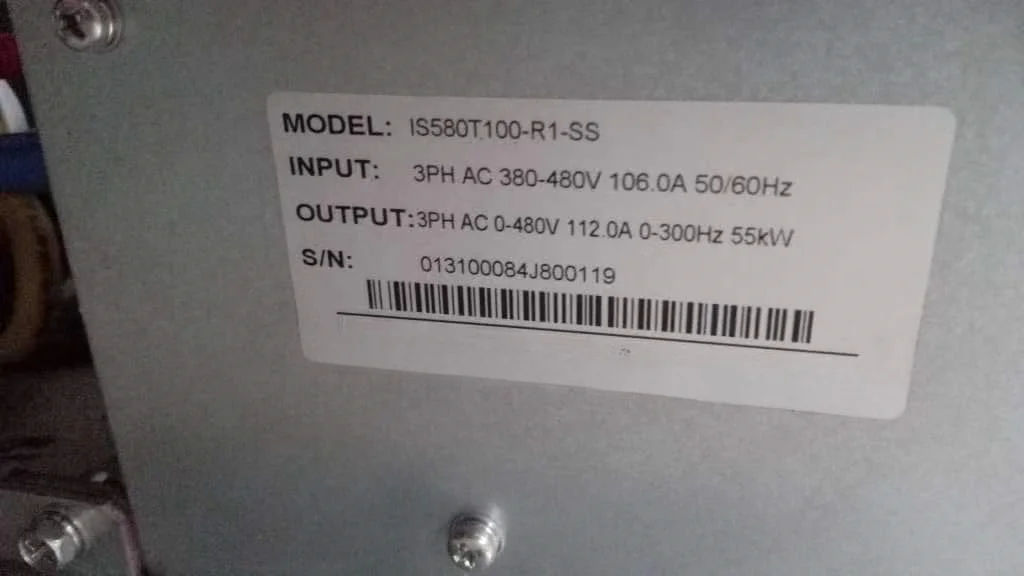 MODEL: IS580T100-R1-SS
INPUT: 3PH AC 380-480V 106.0A 50/60Hz
OUTPUT: 3PH AC 0-480V 112.0A 0-300Hz 55kW
S/N: 013100084J800119